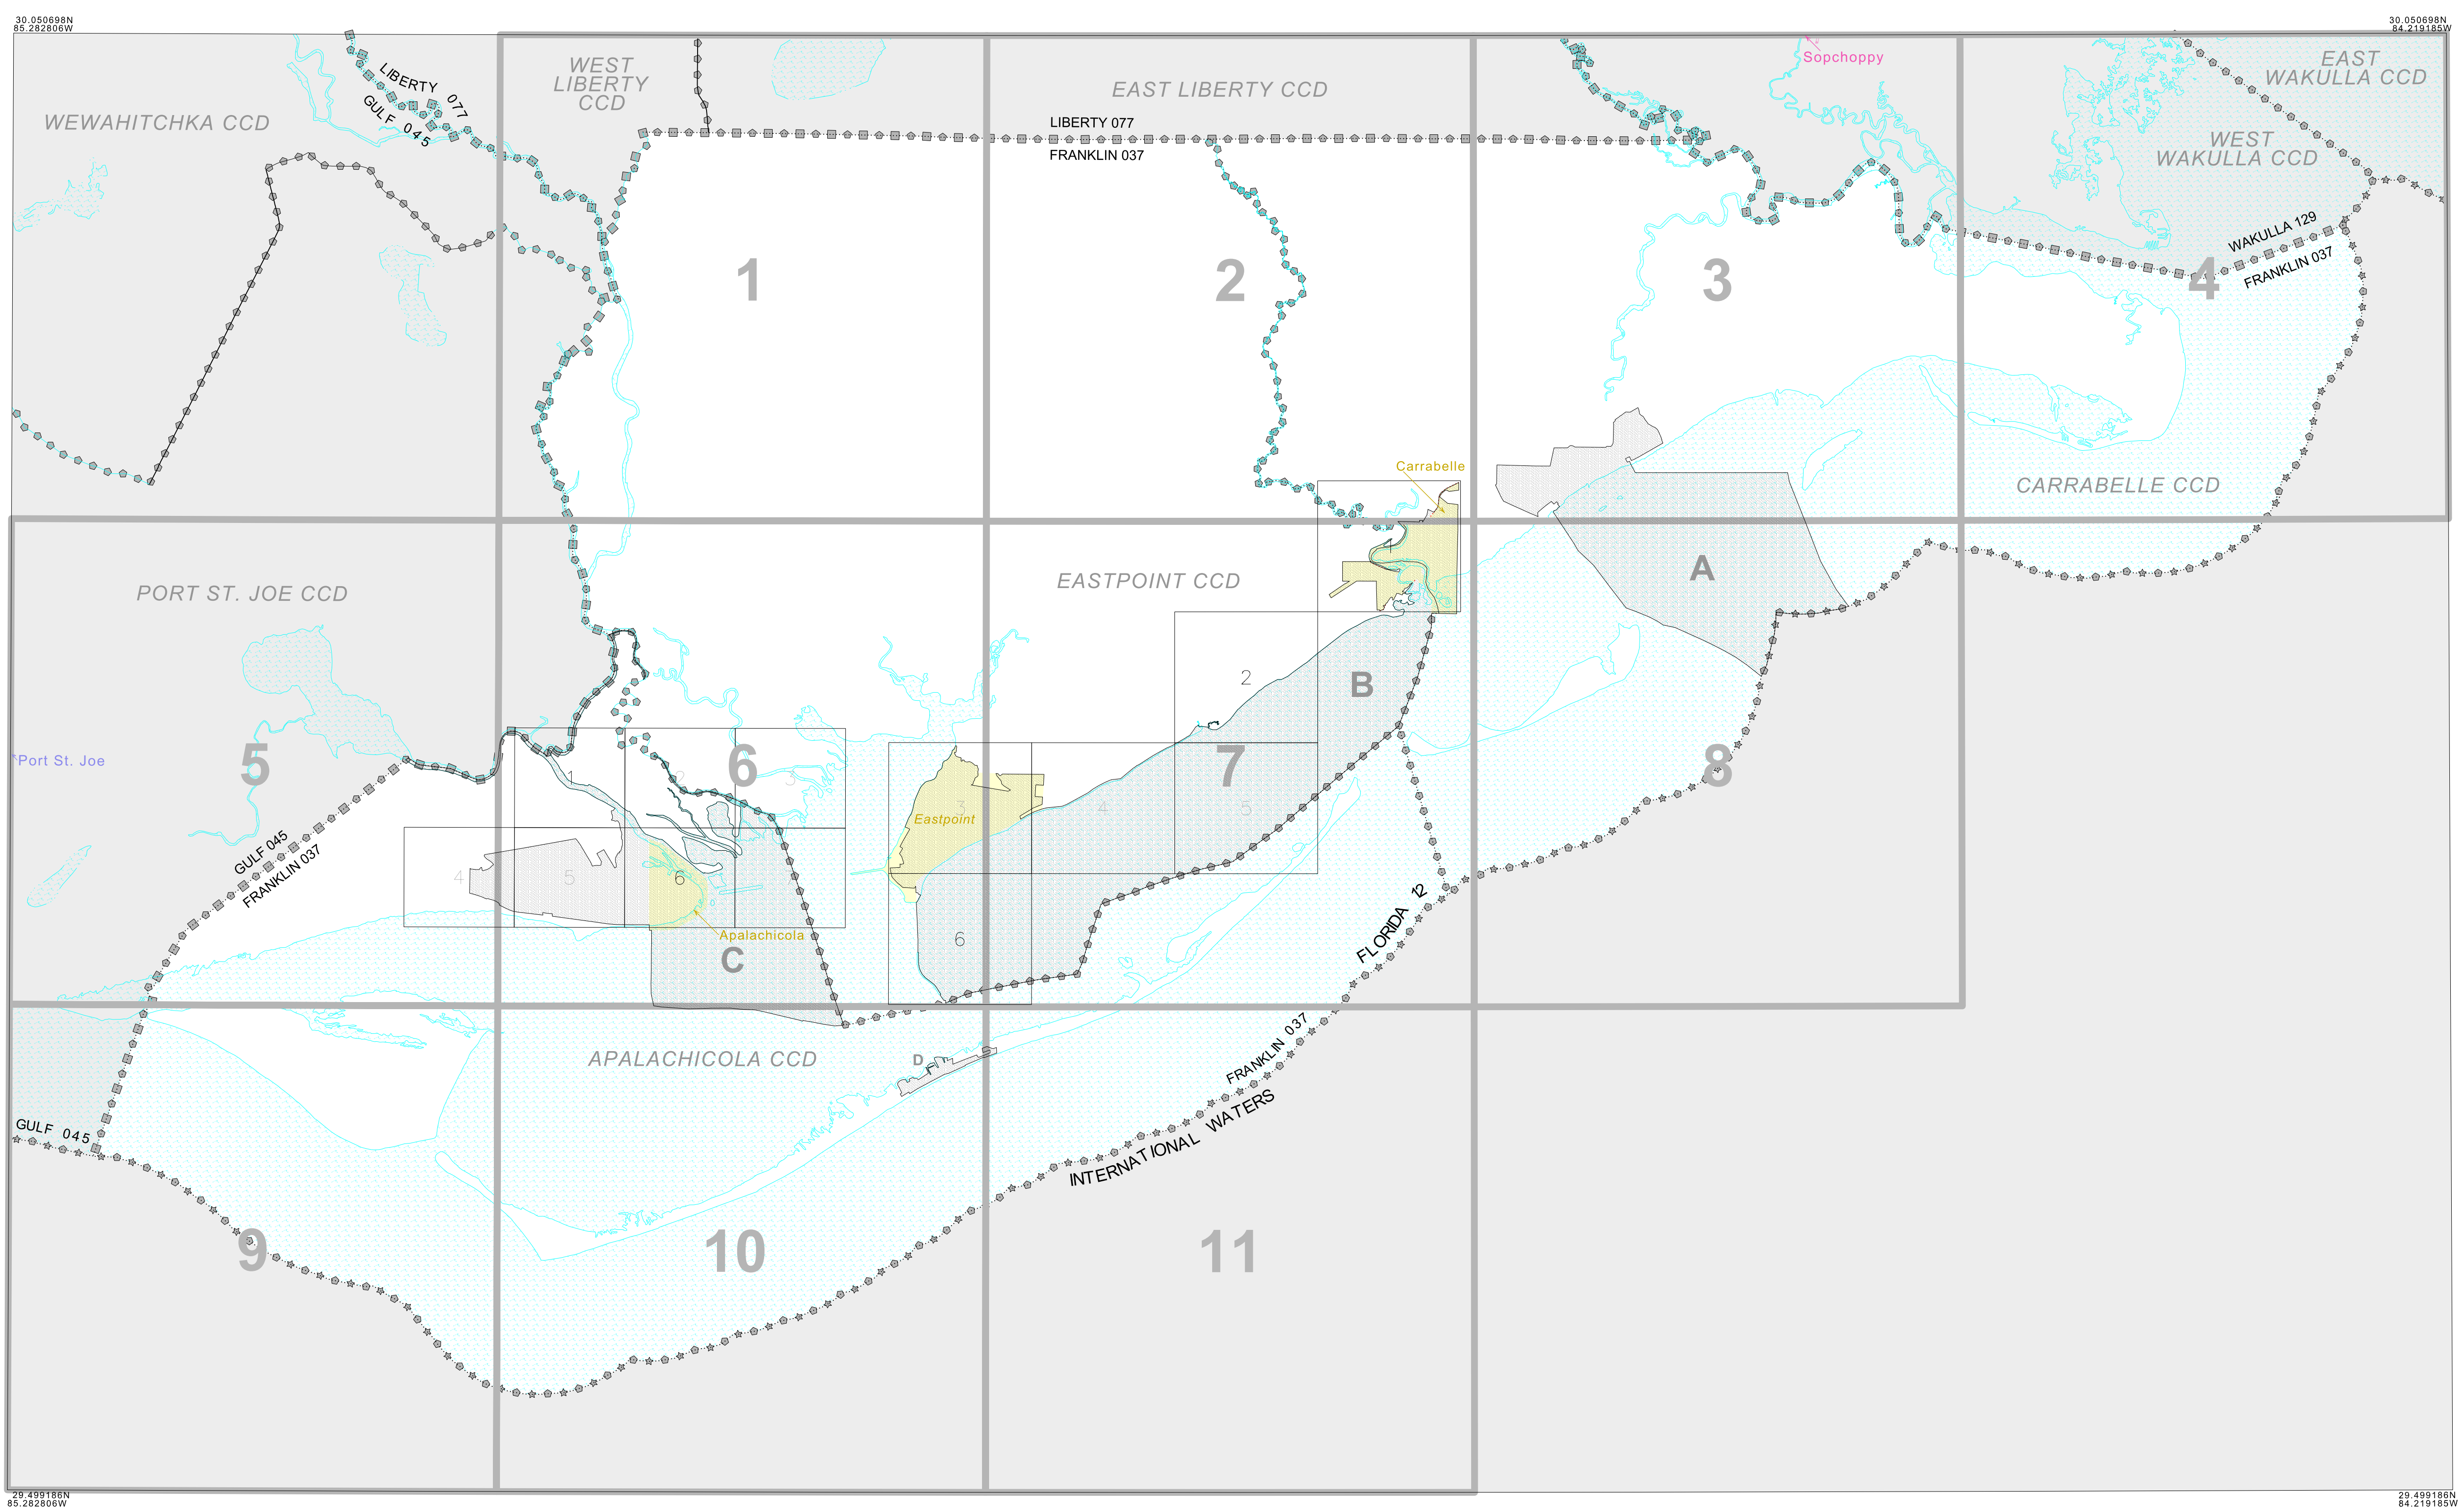 30.050698N
85.282806W
30.050698N
84.219185W
LIBERTY 077
GULF 045
WEST
LIBERTY
CCD
EAST LIBERTY CCD
Sopchoppy
EAST
WAKULLA CCD
WEWAHITCHKA CCD
LIBERTY 077
FRANKLIN 037
WEST
WAKULLA CCD
WAKULLA 129
FRANKLIN 037
1
2
3
4
Carrabelle
CARRABELLE CCD
1
A
PORT ST. JOE CCD
EASTPOINT CCD
2
B
Port St. Joe
5
6
7
8
1
2
3
3
4
5
Eastpoint
GULF 045
FRANKLIN 037
4
5
6
Apalachicola
C
6
FLORIDA 12
FRANKLIN 037
INTERNATIONAL WATERS
APALACHICOLA CCD
D
GULF 045
9
10
11
29.499186N
85.282806W
29.499186N
84.219185W